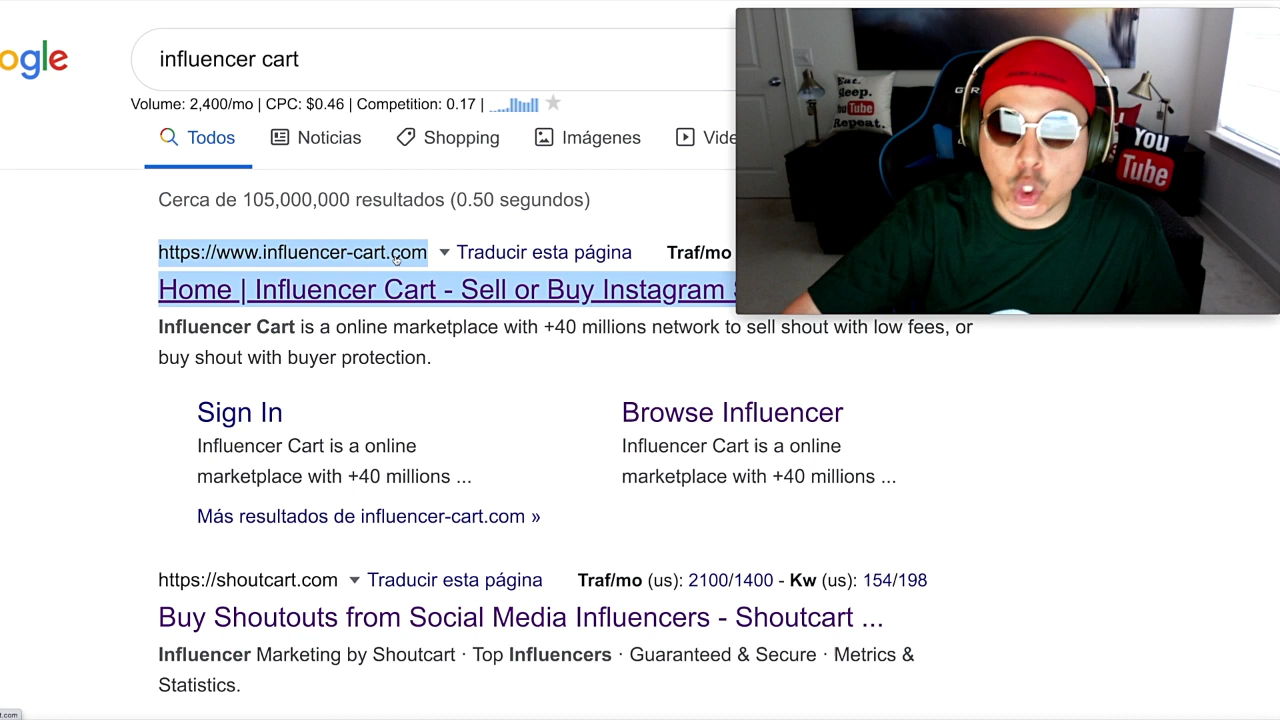 ogle
influencer cart
Volume: 2,400/mo | CPC: $0.46 | Competition: 0.17 |
Todos
Noticias
Shopping
Imágenes
Vide
Cerca de 105,000,000 resultados (0.50 segundos)
https://www.influencer-cart.com
Traducir esta página
Traf/mo
Home | Influencer Cart - Sell or Buy Instagram
Influencer Cart is a online marketplace with +40 millions network to sell shout with low fees, or
buy shout with buyer protection.
Sign In
Influencer Cart is a online
marketplace with +40 millions ...
Browse Influencer
Influencer Cart is a online
marketplace with +40 millions ...
Más resultados de influencer-cart.com »
https://shoutcart.com
Traducir esta página
Traf/mo (us): 2100/1400 - Kw (us): 154/198
Buy Shoutouts from Social Media Influencers - Shoutcart ...
Influencer Marketing by Shoutcart · Top Influencers · Guaranteed & Secure · Metrics &
Statistics.
t.com
Eat.
Sleep.
You Tube
Repeat.
You
Tube